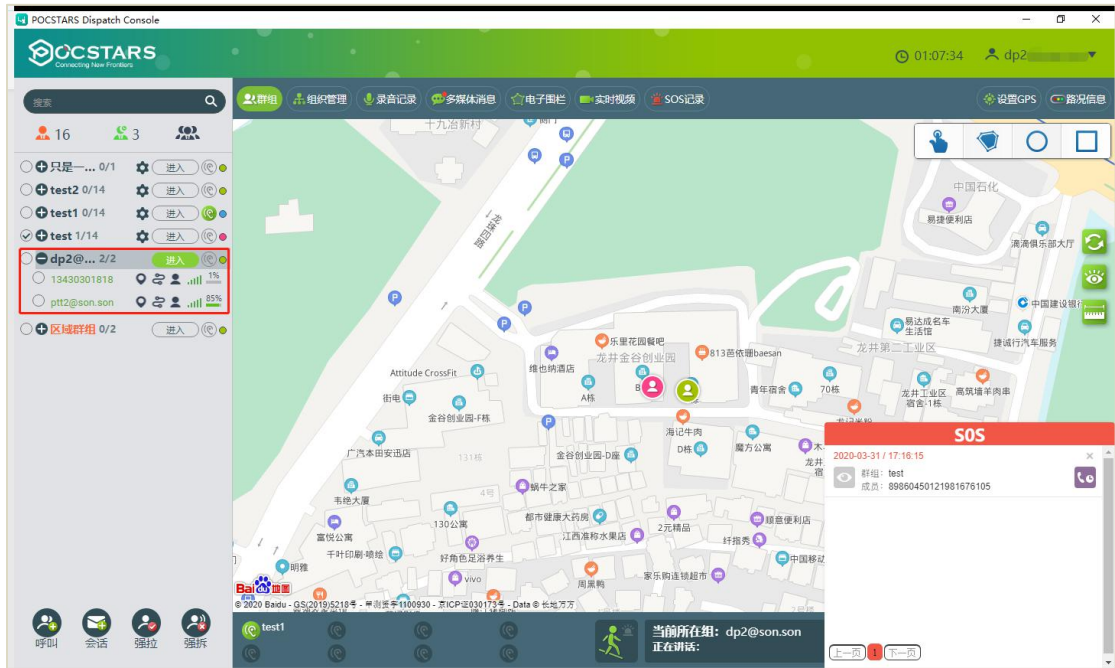 POCSTARS Dispatch Console
POCSTARS
Connecting New Frontiers
01:07:34
dp2
搜索
群组
组织管理
录音记录
多媒体消息
电子围栏
实时视频
SOS记录
设置GPS
路况信息
16
3
只是一... 0/1
进入
test2 0/14
进入
test1 0/14
进入
test 1/14
进入
dp2@... 2/2
进入
13430301818
1%
ptt2@son.son
85%
区域群组 0/2
进入
十九冶新村
侧门
龙珠四路
中国石化
易捷便利店
滴滴俱乐部大厅
南汾大厦
中国建设银行
易达成名车
生活馆
捷诚行汽车服务
龙井第二工业区
乐里花园餐吧
龙井金谷创业园
813芭依珊baesan
维也纳酒店
Attitude CrossFit
A栋
青年宿舍
70栋
龙井工业区
宿舍-1栋
高筑墙羊肉串
街电
金谷创业园-F栋
海记牛肉
D栋
魔方公寓
广汽本田安迅店
131栋
金谷创业园-D座
4号
蜗牛之家
韦绝大厦
130公寓
都市健康大药房
2元精品
顺意便利店
富悦公寓
江西准称水果店
纤指秀
千叶印刷·喷绘
好角色足浴养生
中国移动
明雅
vivo
周黑鸭
家乐购连锁超市
Bai 地图
© 2020 Baidu - GS(2019)5218号 - 甲测资字1100930 - 京ICP证030173号 - Data © 长地万方
SOS
2020-03-31 / 17:16:15
群组: test
成员: 89860450121981676105
上一页
1
下一页
呼叫
会话
强拉
强拆
test1
当前所在组: dp2@son.son
正在讲话: